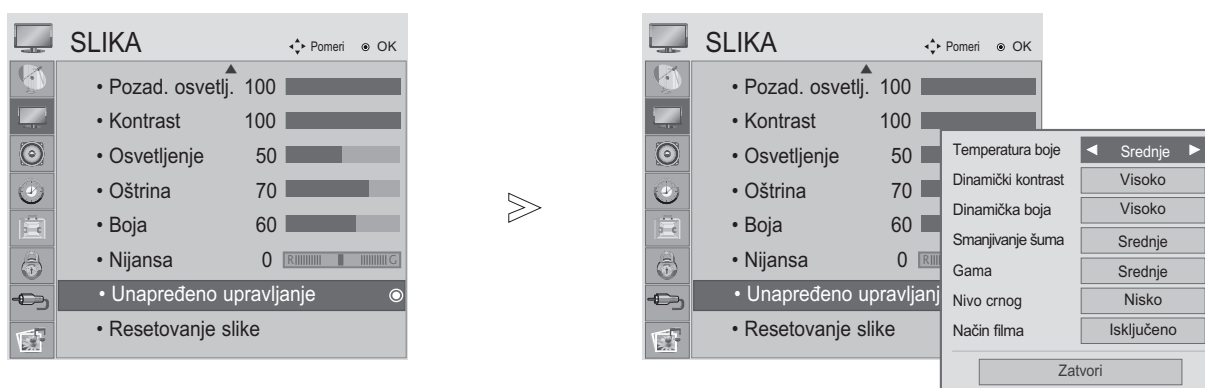 SLIKA Pomeri OK
• Pozad. osvetlj. 100
• Kontrast 100
• Osvetljenje 50
• Oštrina 70
• Boja 60
• Nijansa 0 R G
• Unapređeno upravljanje
• Resetovanje slike
SLIKA Pomeri OK
• Pozad. osvetlj. 100
• Kontrast 100
• Osvetljenje 50
• Oštrina 70
• Boja 60
• Nijansa 0 R
• Unapređeno upravljanj
• Resetovanje slike
Temperatura boje Srednje
Dinamički kontrast Visoko
Dinamička boja Visoko
Smanjivanje šuma Srednje
Gama Srednje
Nivo crnog Nisko
Način filma Isključeno
Zatvori